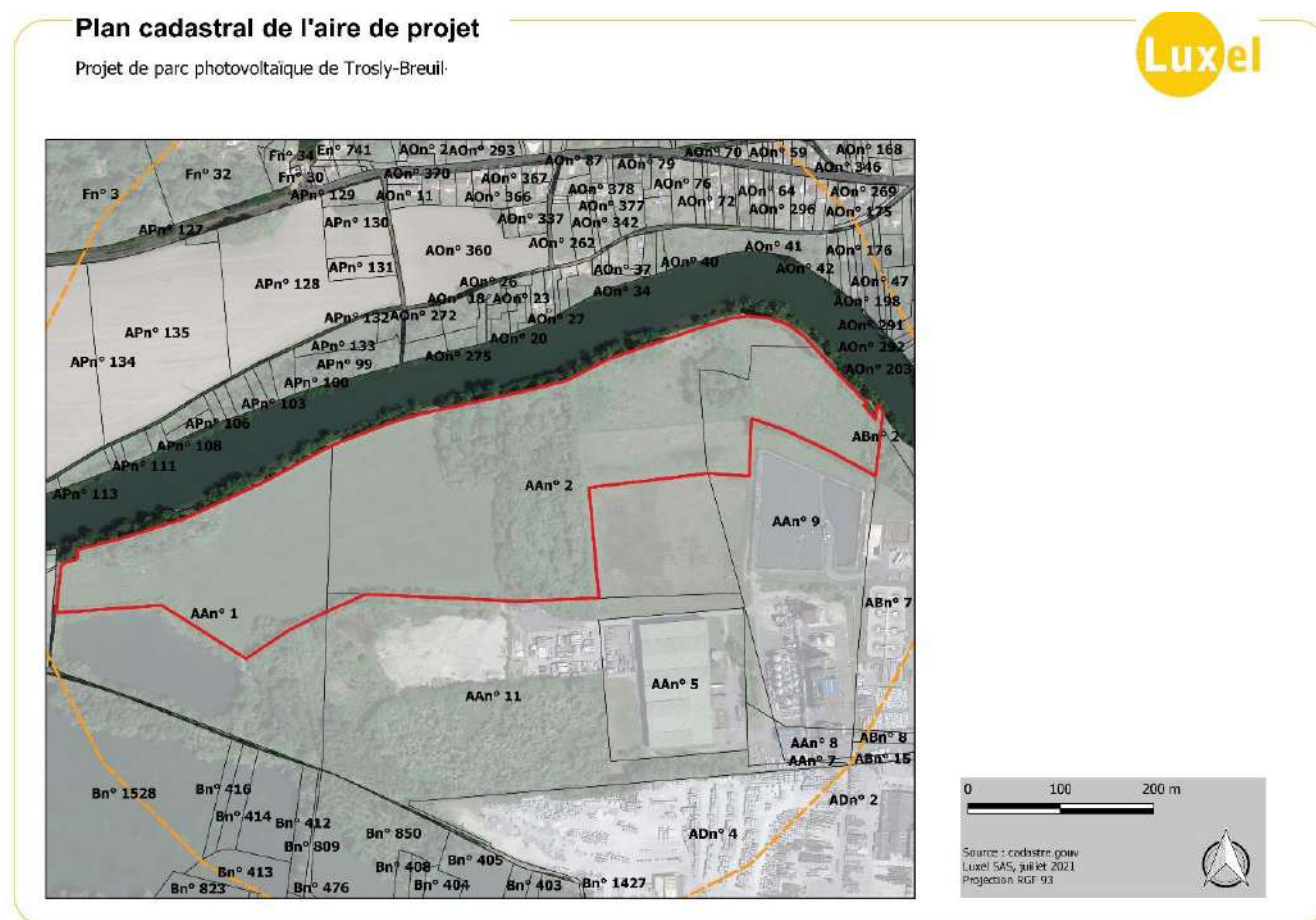 Plan cadastral de l'aire de projet
Projet de parc photovoltaïque de Trosly-Breuil
Luxel
Fn° 34
En° 741
AOn° 2
AOn° 293
AOn° 87
AOn° 79
AOn° 70
AOn° 59
AOn° 168
AOn° 346
Fn° 3
Fn° 32
Fn° 30
AOn° 370
AOn° 367
AOn° 378
AOn° 76
AOn° 64
AOn° 269
APn° 129
AOn° 11
AOn° 366
AOn° 377
AOn° 72
AOn° 296
AOn° 175
APn° 127
APn° 130
AOn° 337
AOn° 342
AOn° 360
AOn° 262
AOn° 41
AOn° 176
APn° 128
APn° 131
AOn° 26
AOn° 37
AOn° 40
AOn° 42
AOn° 47
AOn° 18
AOn° 23
AOn° 34
AOn° 198
APn° 132
AOn° 272
AOn° 27
AOn° 291
APn° 135
APn° 133
AOn° 20
AOn° 292
APn° 134
APn° 99
AOn° 275
AOn° 203
APn° 100
APn° 103
APn° 106
APn° 108
APn° 111
APn° 113
ABn° 2
AAn° 2
AAn° 9
AAn° 1
ABn° 7
AAn° 11
AAn° 5
AAn° 8
ABn° 8
AAn° 7
ABn° 15
Bn° 1528
Bn° 416
Bn° 414
Bn° 412
Bn° 809
Bn° 850
ADn° 2
ADn° 4
Bn° 413
Bn° 408
Bn° 405
Bn° 823
Bn° 476
Bn° 404
Bn° 403
Bn° 1427
0 100 200 m
Source : cadastre.gouv
Luxel SAS, juillet 2021
Projection RGF 93